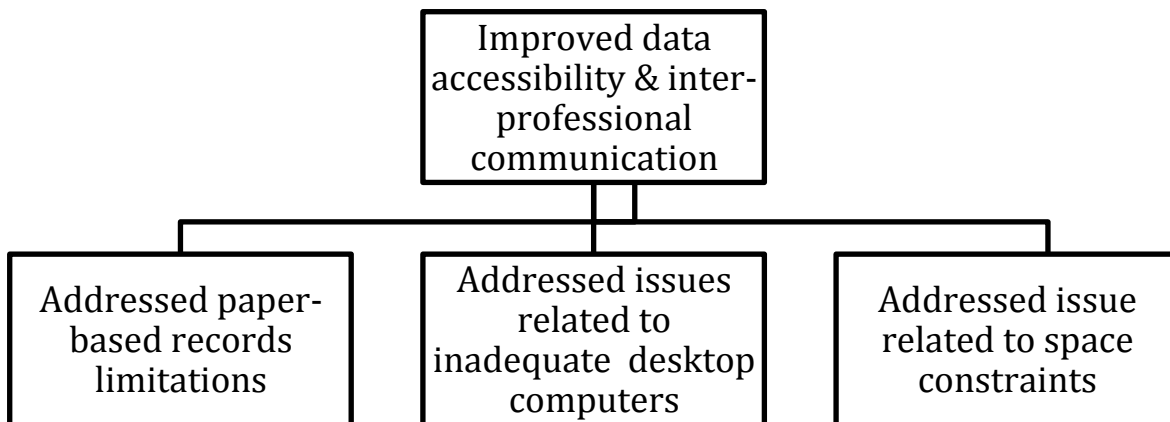 Improved data
accessibility & inter-
professional
communication
Addressed paper-
based records
limitations
Addressed issues
related to
inadequate  desktop
computers
Addressed issue
related to space
constraints